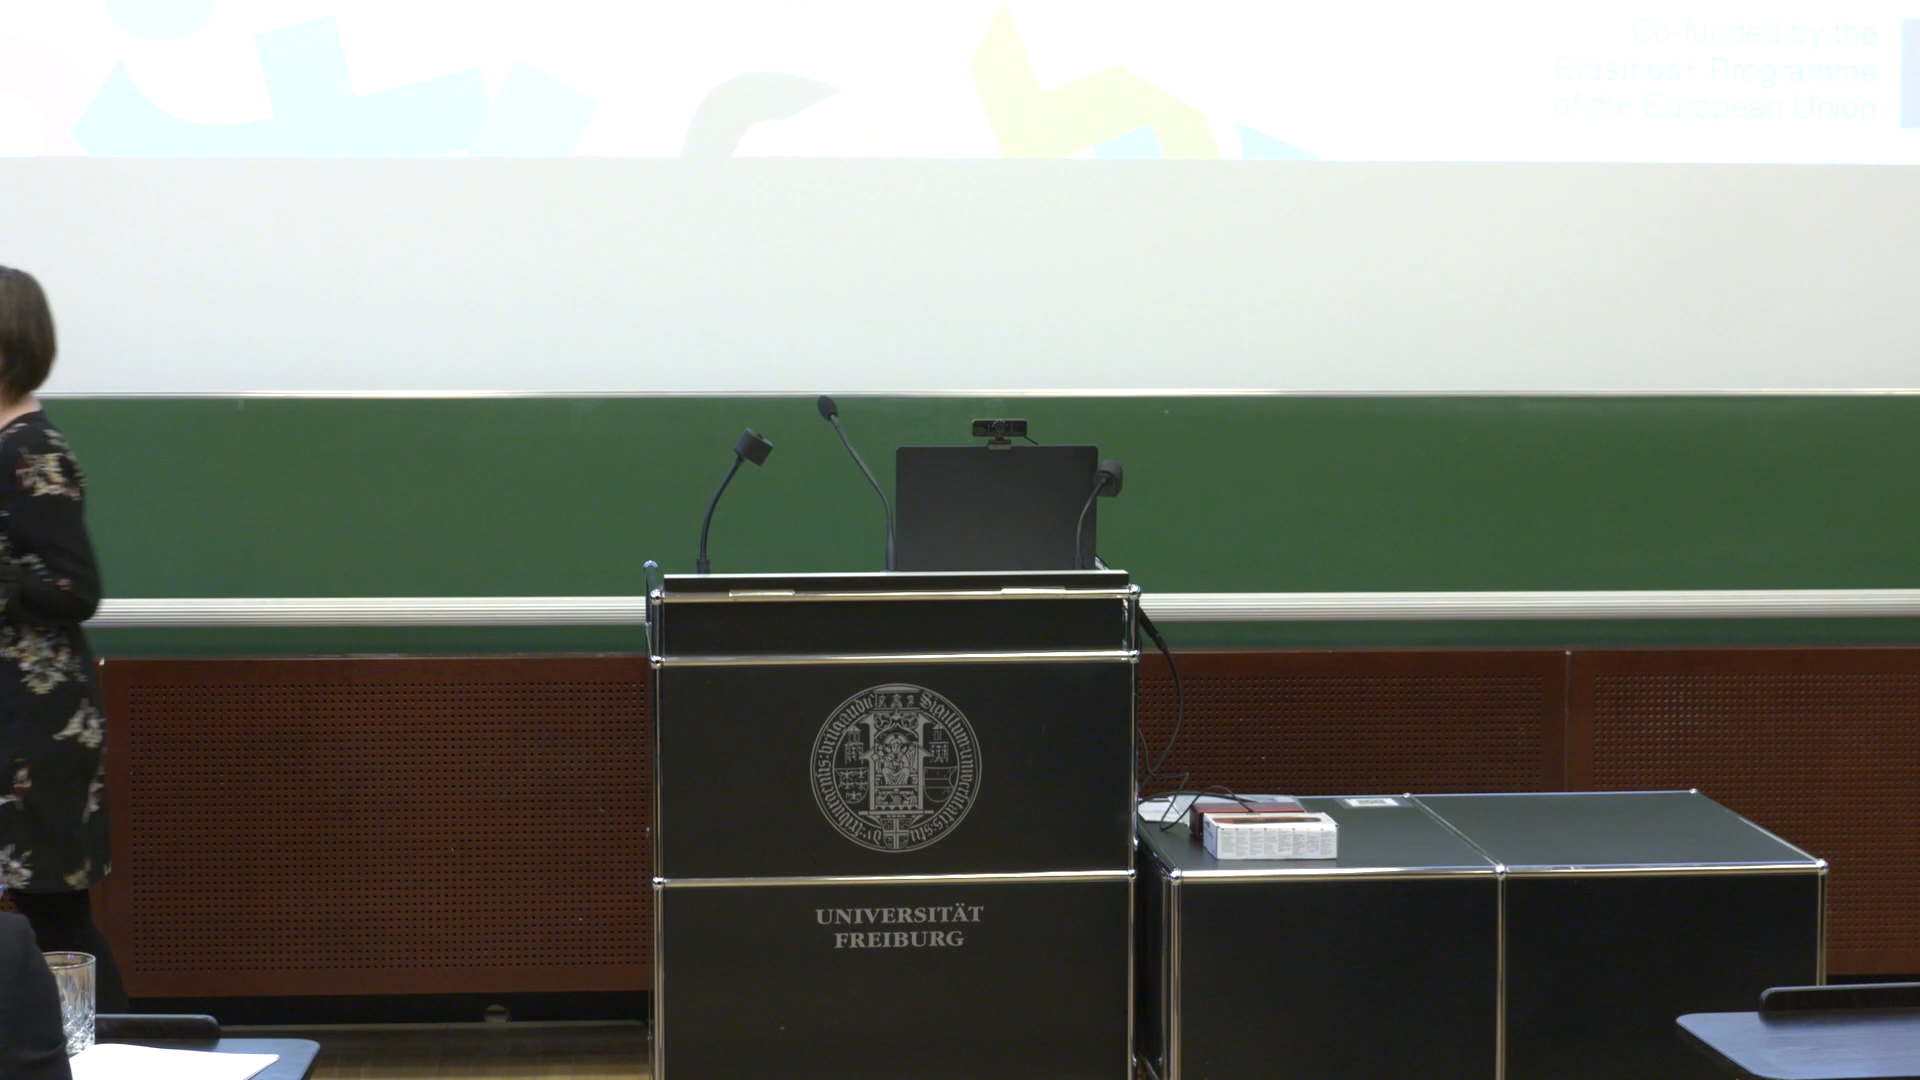 Co-funded by the
Erasmus+ Programme
of the European Union
UNIVERSITÄT
FREIBURG